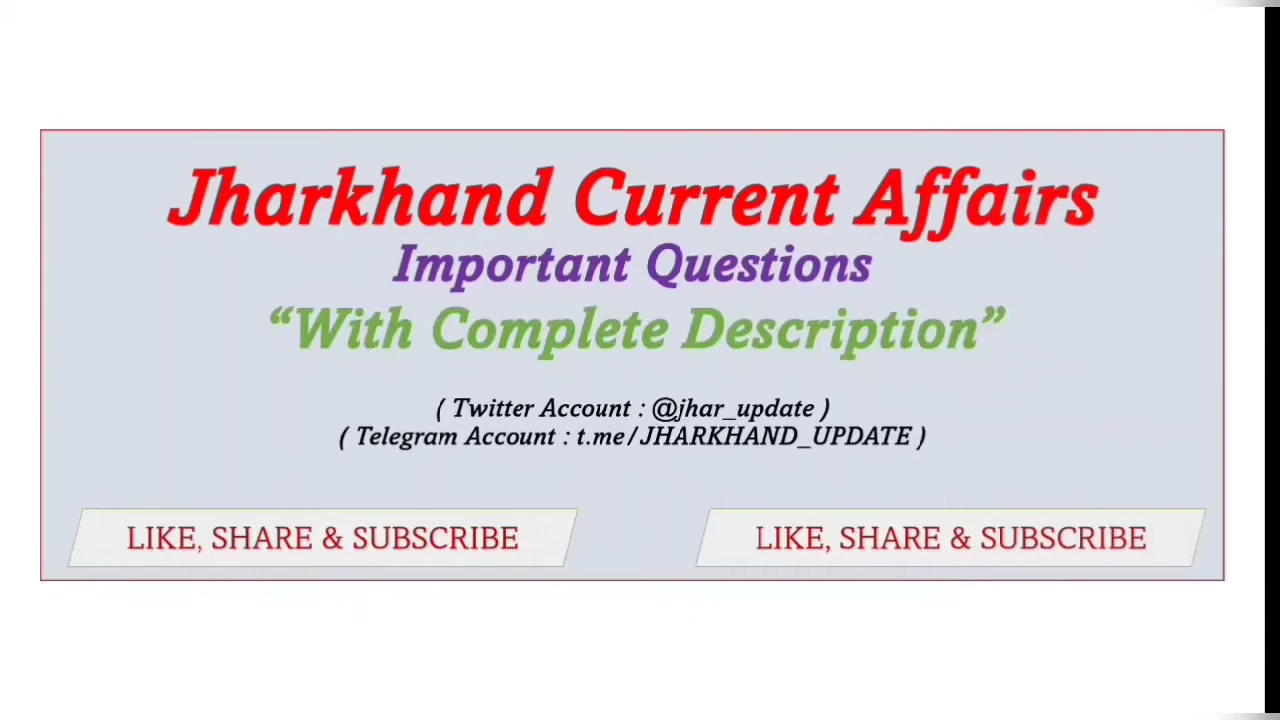 Jharkhand Current Affairs
Important Questions
“With Complete Description”
( Twitter Account : @jhar_update )
( Telegram Account : t.me/JHARKHAND_UPDATE )
LIKE, SHARE & SUBSCRIBE
LIKE, SHARE & SUBSCRIBE